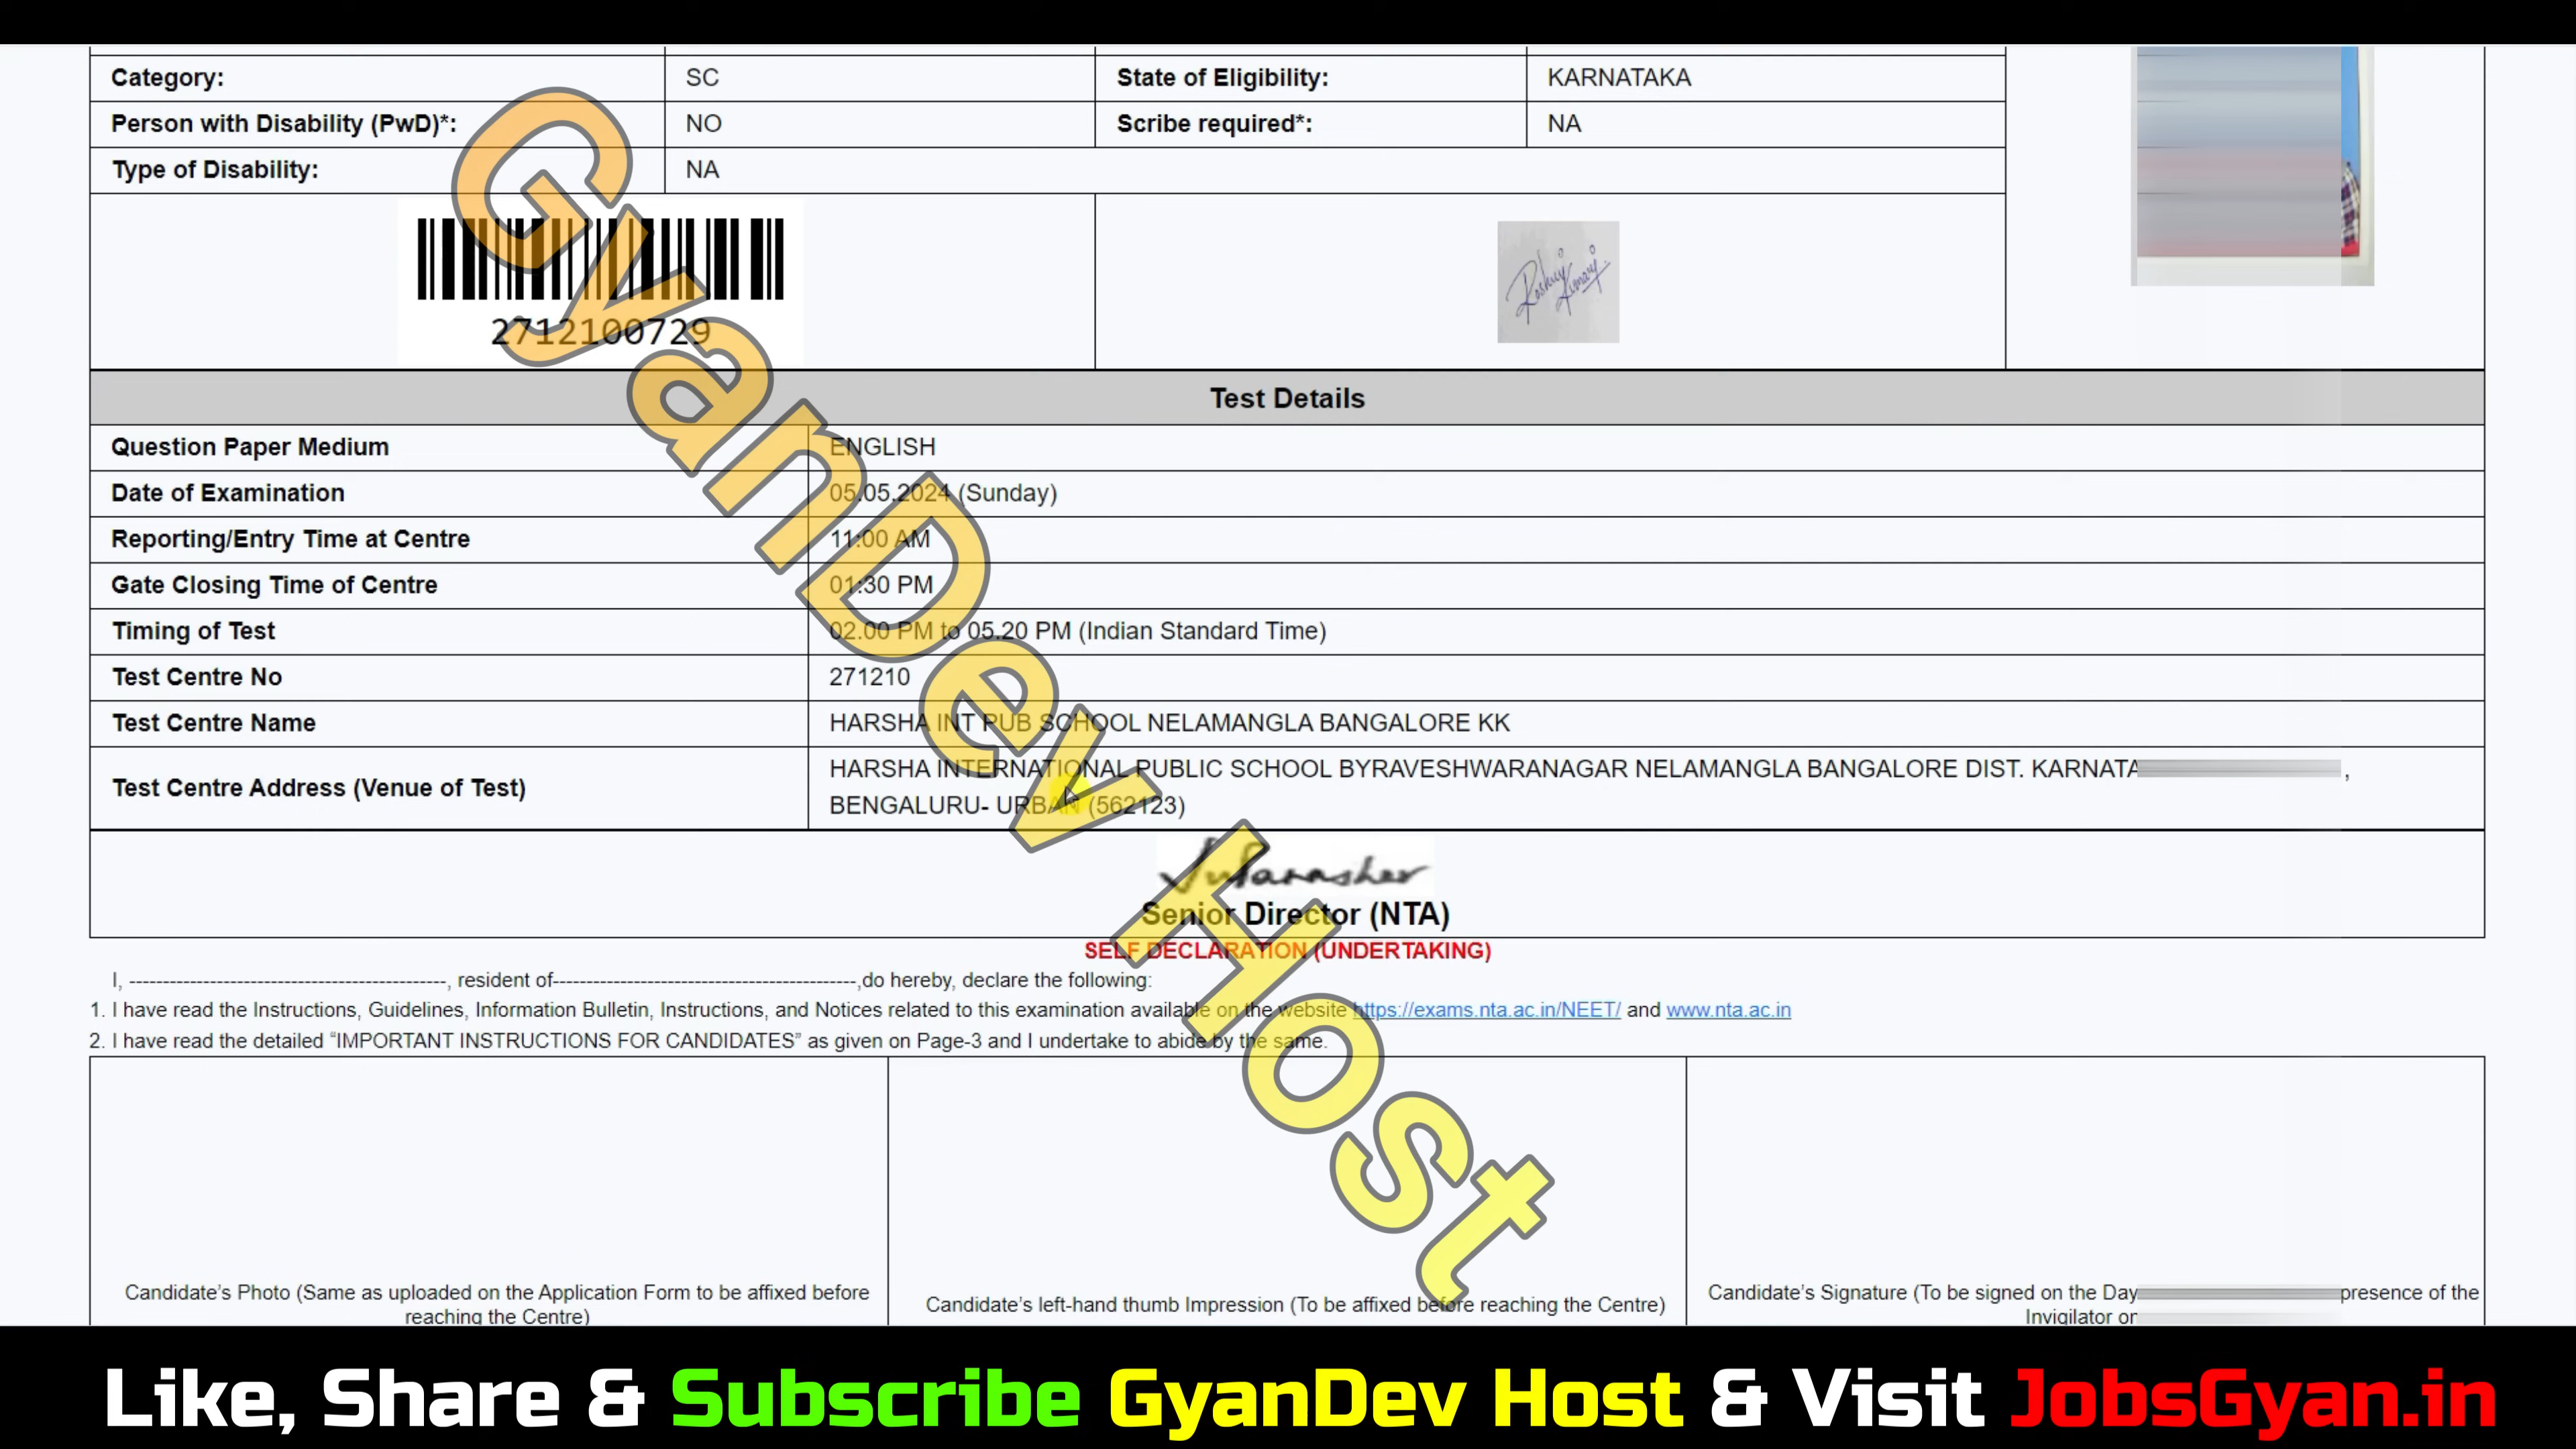 Category: SC State of Eligibility: KARNATAKA
Person with Disability (PwD)*: NO Scribe required*: NA
Type of Disability: NA
2712100729
Test Details
Question Paper Medium ENGLISH
Date of Examination 05.05.2024 (Sunday)
Reporting/Entry Time at Centre 11:00 AM
Gate Closing Time of Centre 01:30 PM
Timing of Test 02.00 PM to 05.20 PM (Indian Standard Time)
Test Centre No 271210
Test Centre Name HARSHA INT PUB SCHOOL NELAMANGLA BANGALORE KK
Test Centre Address (Venue of Test) HARSHA INTERNATIONAL PUBLIC SCHOOL BYRAVESHWARANAGAR NELAMANGLA BANGALORE DIST. KARNATA ,
BENGALURU- URBAN (562123)
Senior Director (NTA)
SELF DECLARATION (UNDERTAKING)
I, ------------------------------------------------, resident of----------------------------------------------,do hereby, declare the following:
1. I have read the Instructions, Guidelines, Information Bulletin, Instructions, and Notices related to this examination available on the website https://exams.nta.ac.in/NEET/ and www.nta.ac.in
2. I have read the detailed “IMPORTANT INSTRUCTIONS FOR CANDIDATES” as given on Page-3 and I undertake to abide by the same.
Candidate’s Photo (Same as uploaded on the Application Form to be affixed before
reaching the Centre)
Candidate’s left-hand thumb Impression (To be affixed before reaching the Centre)
Candidate’s Signature (To be signed on the Day presence of the
Invigilator on
GyanDev Host
Like, Share & Subscribe GyanDev Host & Visit JobsGyan.in